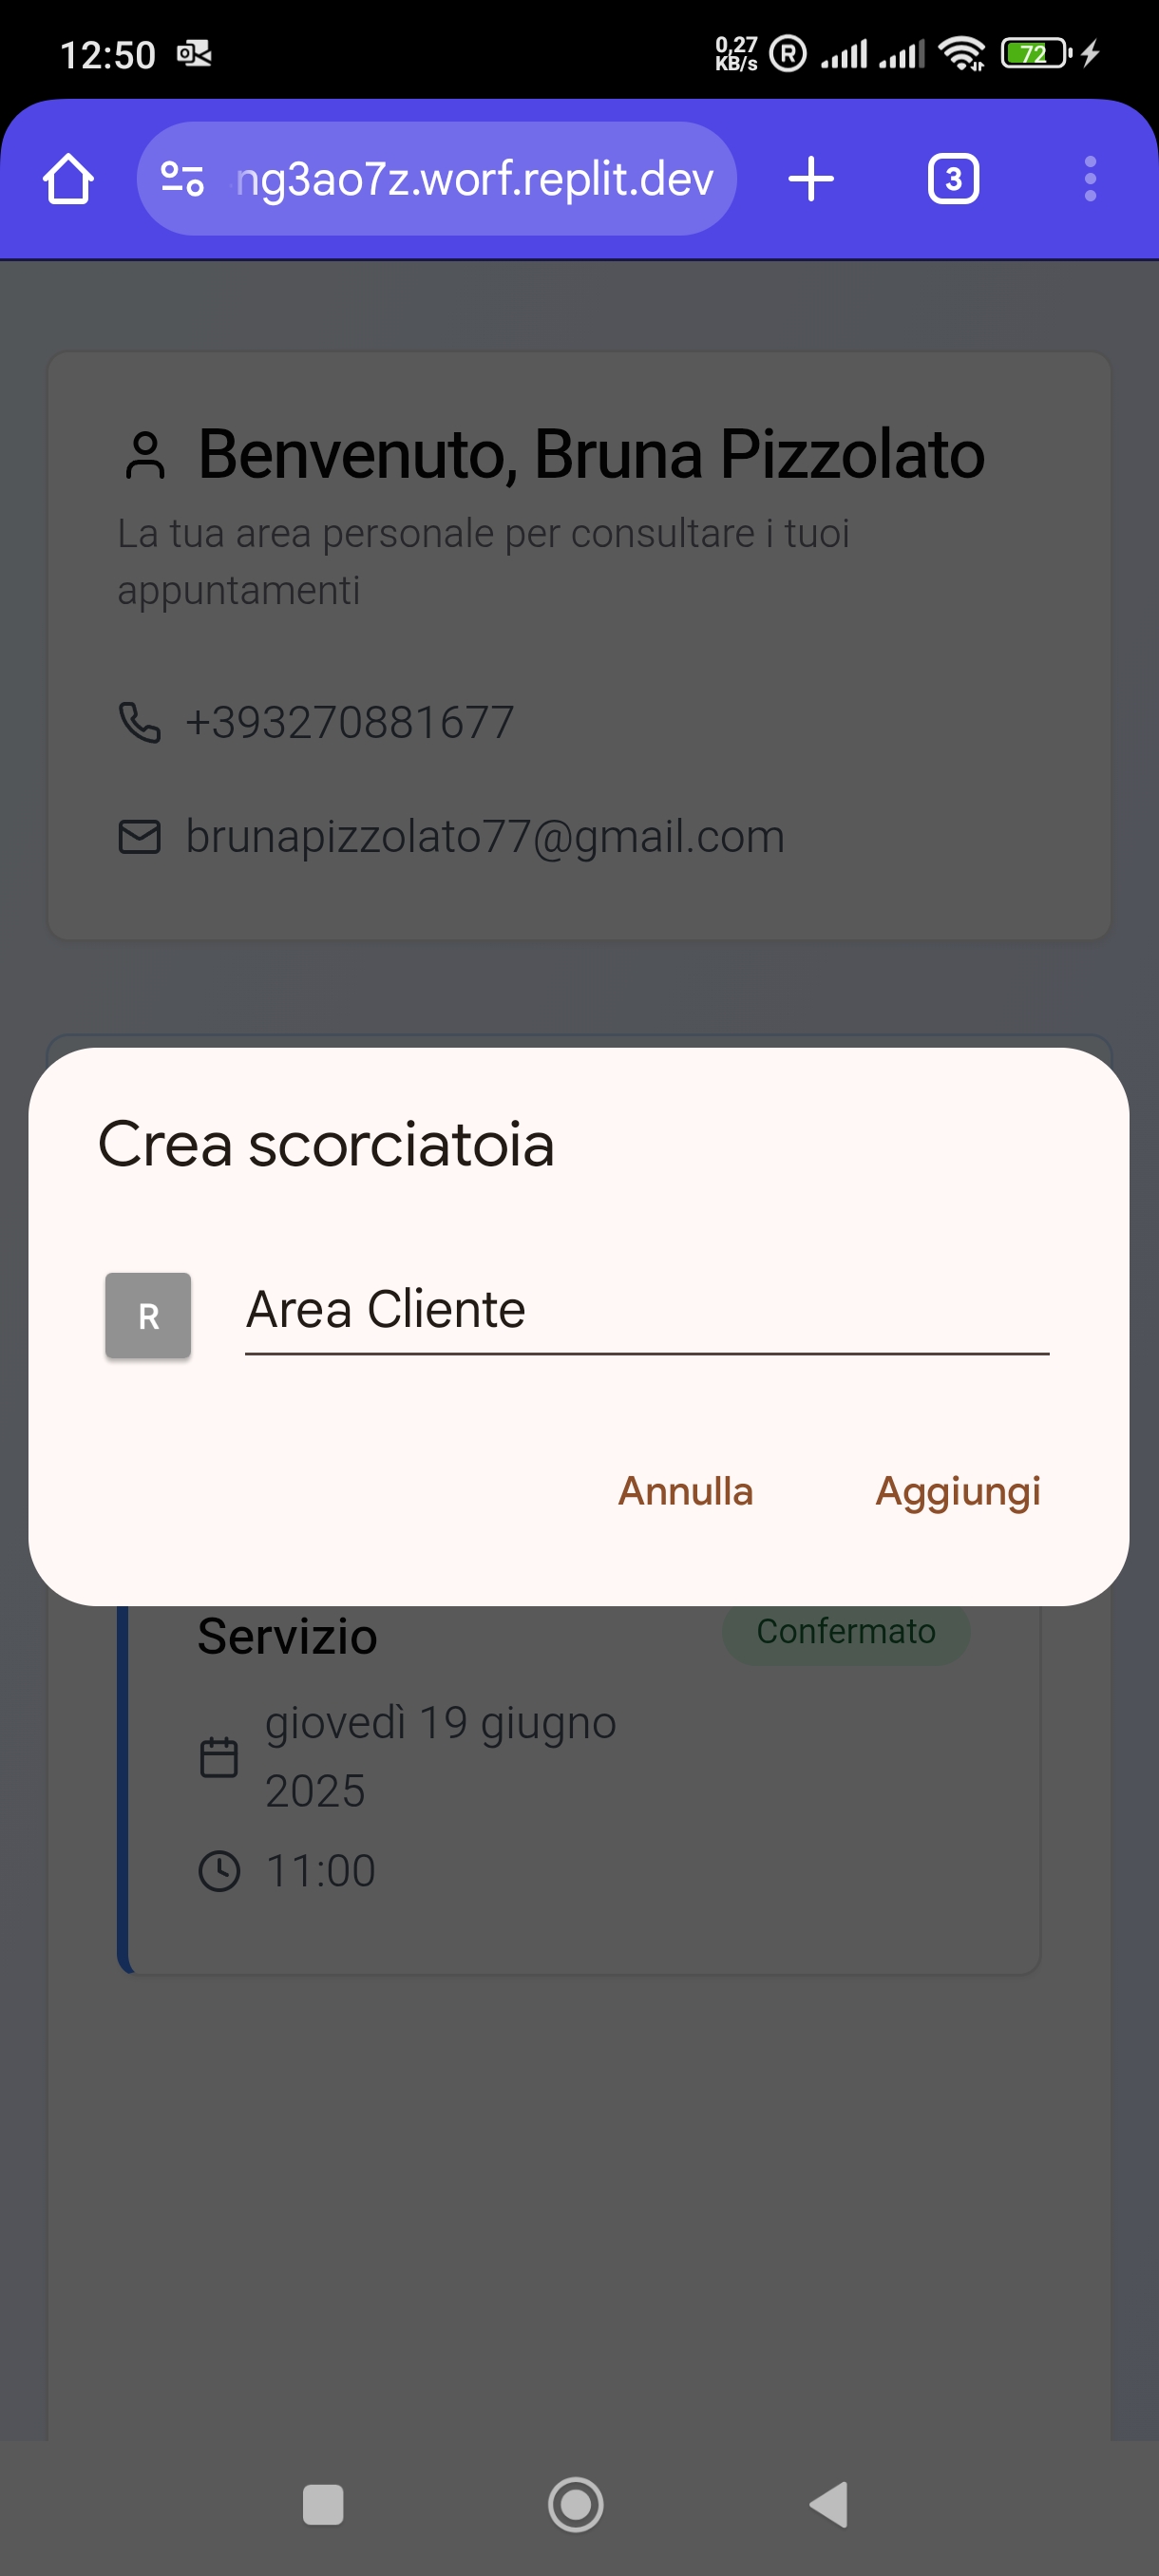 12:50
0,27
KB/s
R
72
ng3ao7z.worf.replit.dev
3
Benvenuto, Bruna Pizzolato
La tua area personale per consultare i tuoi
appuntamenti
+393270881677
brunapizzolato77@gmail.com
Crea scorciatoia
R
Area Cliente
Annulla
Aggiungi
Servizio
Confermato
giovedì 19 giugno
2025
11:00